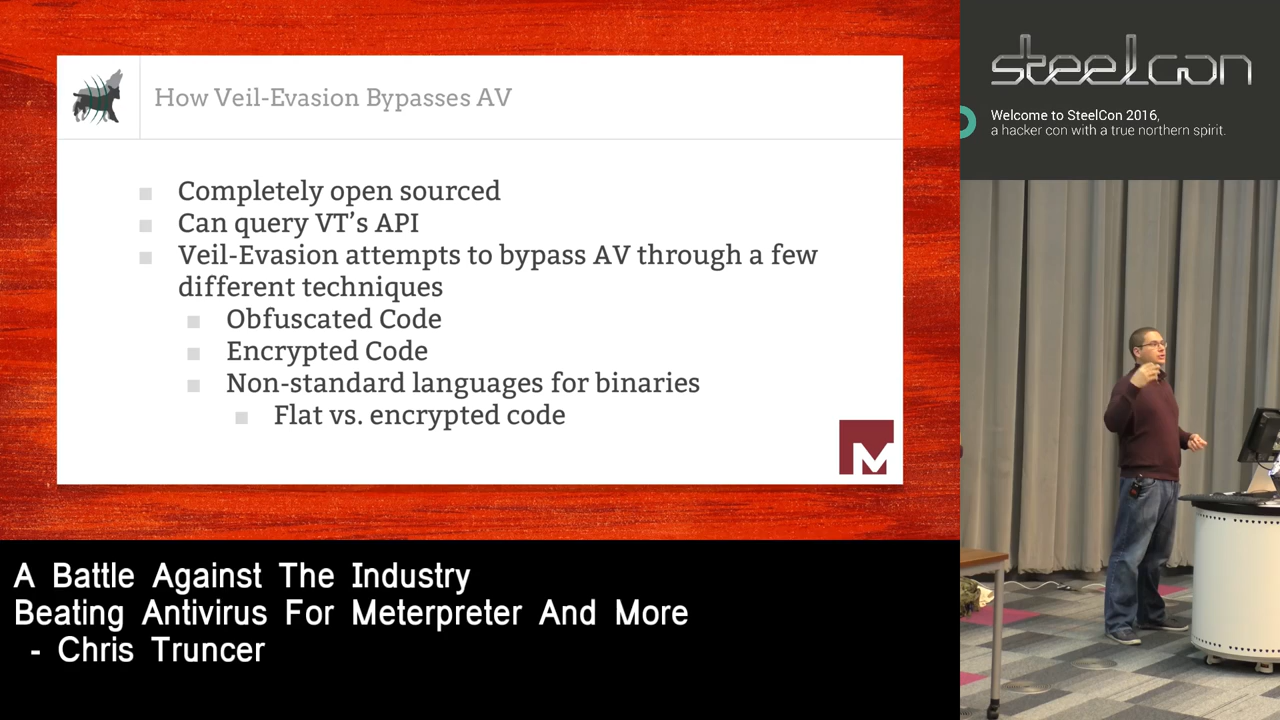 How Veil-Evasion Bypasses AV
Completely open sourced
Can query VT's API
Veil-Evasion attempts to bypass AV through a few
different techniques
Obfuscated Code
Encrypted Code
Non-standard languages for binaries
Flat vs. encrypted code
M
steelcon
Welcome to SteelCon 2016,
a hacker con with a true northern spirit.
A Battle Against The Industry
Beating Antivirus For Meterpreter And More
- Chris Truncer